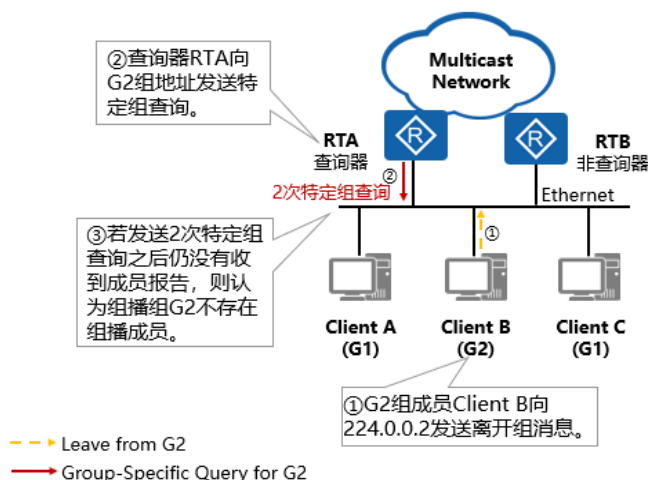 ②查询器RTA向
G2组地址发送特
定组查询。
Multicast
Network
R
R
RTA
查询器
RTB
非查询器
②
2次特定组查询
Ethernet
①
③若发送2次特定组
查询之后仍没有收
到成员报告，则认
为组播组G2不存在
组播成员。
Client A
(G1)
Client B
(G2)
Client C
(G1)
①G2组成员Client B向
224.0.0.2发送离开组消息。
Leave from G2
Group-Specific Query for G2